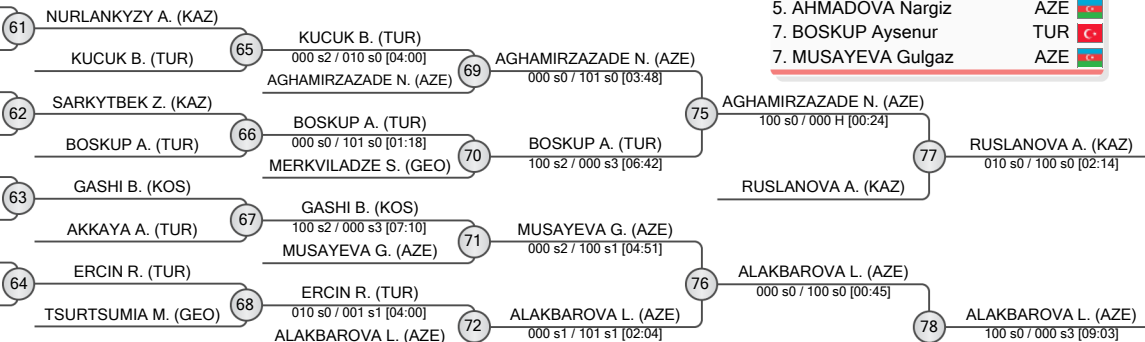 5. AHMADOVA Nargiz AZE
7. BOSKUP Aysenur TUR
7. MUSAYEVA Gulgaz AZE
61
NURLANKYZY A. (KAZ)
KUCUK B. (TUR)
65
KUCUK B. (TUR)
000 s2 / 010 s0 [04:00]
AGHAMIRZAZADE N. (AZE)
69
AGHAMIRZAZADE N. (AZE)
000 s0 / 101 s0 [03:48]
62
SARKYTBEK Z. (KAZ)
BOSKUP A. (TUR)
66
BOSKUP A. (TUR)
000 s0 / 101 s0 [01:18]
MERKVILADZE S. (GEO)
70
BOSKUP A. (TUR)
100 s2 / 000 s3 [06:42]
75
AGHAMIRZAZADE N. (AZE)
100 s0 / 000 H [00:24]
RUSLANOVA A. (KAZ)
77
RUSLANOVA A. (KAZ)
010 s0 / 100 s0 [02:14]
63
GASHI B. (KOS)
AKKAYA A. (TUR)
67
GASHI B. (KOS)
100 s2 / 000 s3 [07:10]
MUSAYEVA G. (AZE)
71
MUSAYEVA G. (AZE)
000 s2 / 100 s1 [04:51]
64
ERCIN R. (TUR)
TSURTSUMIA M. (GEO)
68
ERCIN R. (TUR)
010 s0 / 001 s1 [04:00]
ALAKBAROVA L. (AZE)
72
ALAKBAROVA L. (AZE)
000 s1 / 101 s1 [02:04]
76
ALAKBAROVA L. (AZE)
000 s0 / 100 s0 [00:45]
78
ALAKBAROVA L. (AZE)
100 s0 / 000 s3 [09:03]